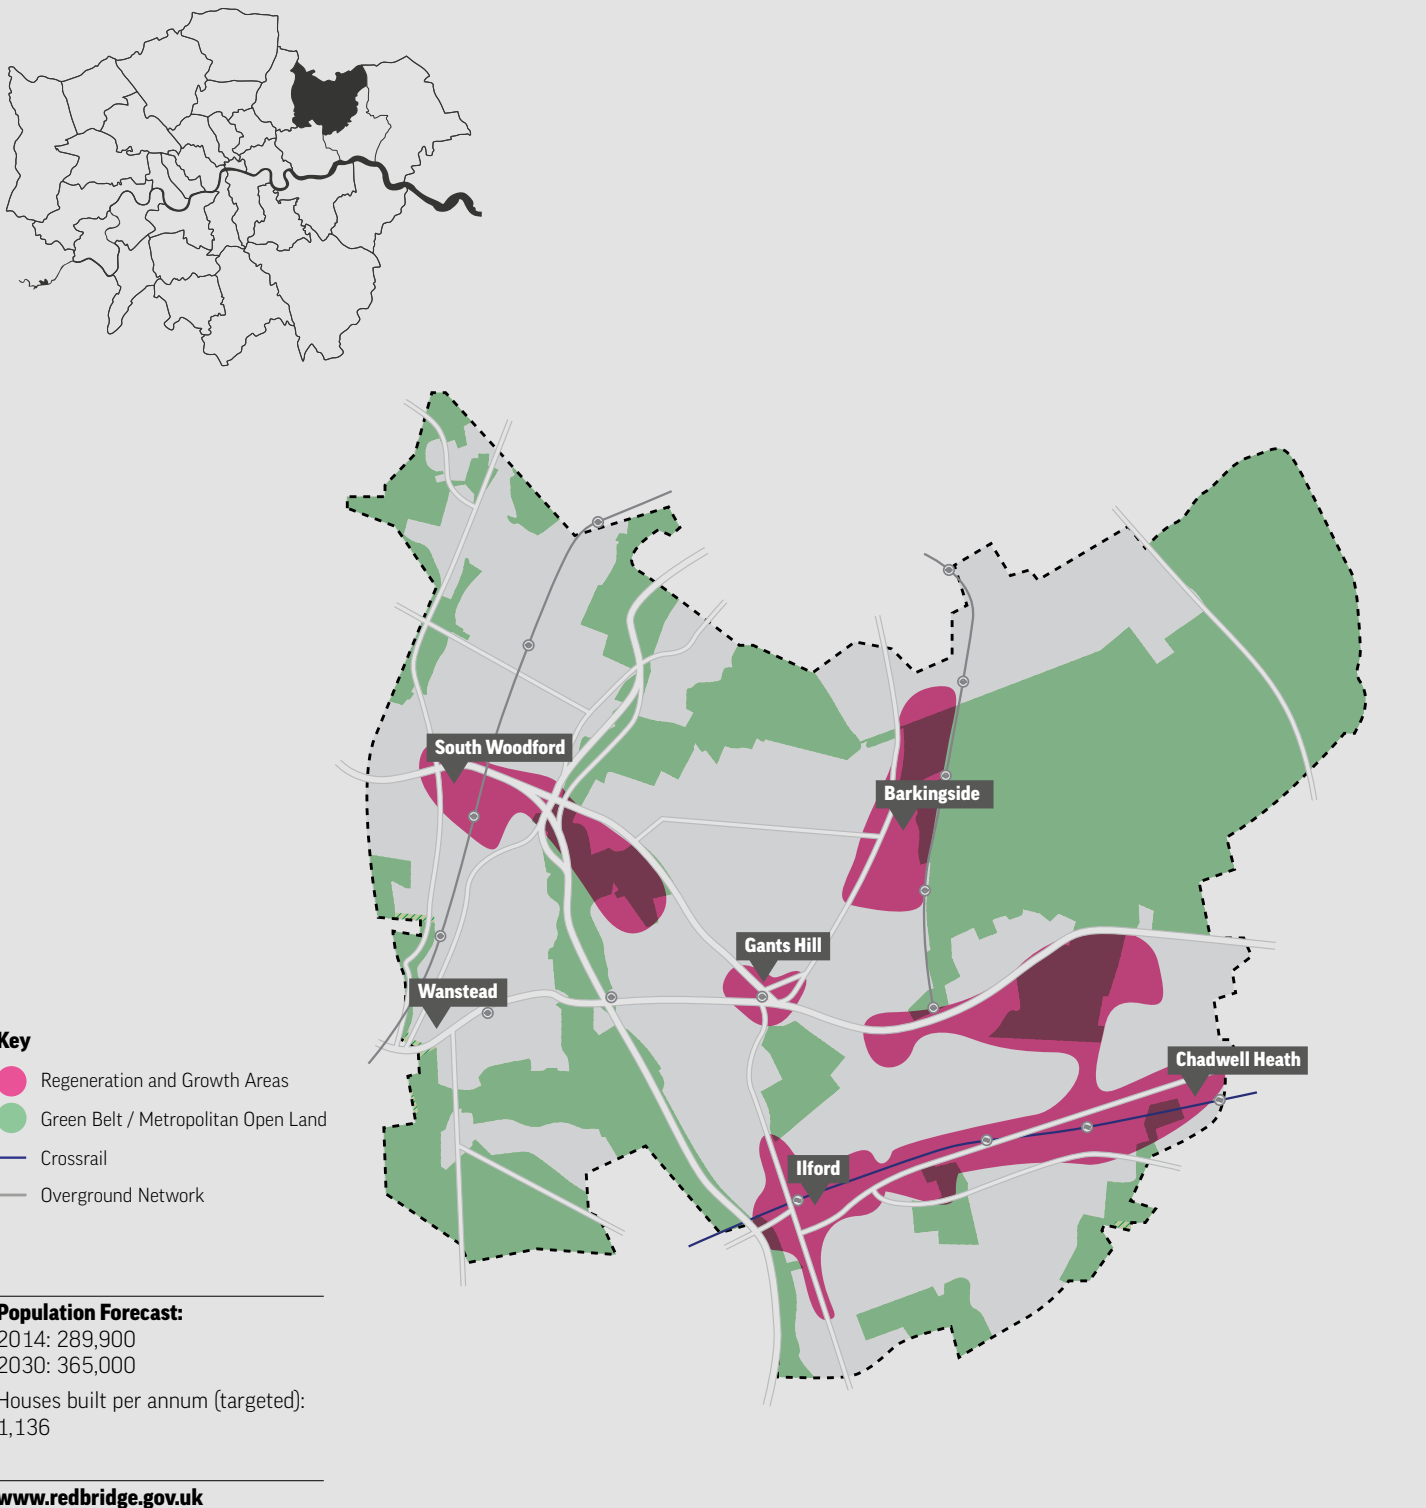 South Woodford
Barkingside
Gants Hill
Wanstead
Chadwell Heath
Ilford
Key
Regeneration and Growth Areas
Green Belt / Metropolitan Open Land
Crossrail
Overground Network
Population Forecast:
2014: 289,900
2030: 365,000
Houses built per annum (targeted):
1,136
www.redbridge.gov.uk